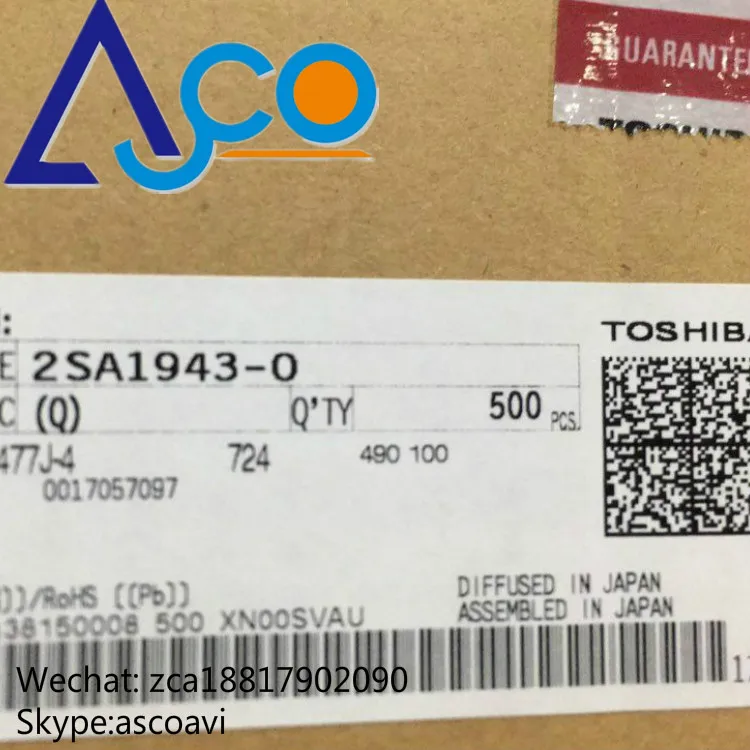 ASCO
GUARANTE
TOSHIBA
2SA1943-O
(Q) Q'TY 500 PCS.
477J-4 724 490 100
0017057097
/RoHS [[Pb]]
DIFFUSED IN JAPAN
ASSEMBLED IN JAPAN
38150008 500 XN00SVAU
Wechat: zca18817902090
Skype:ascoavi